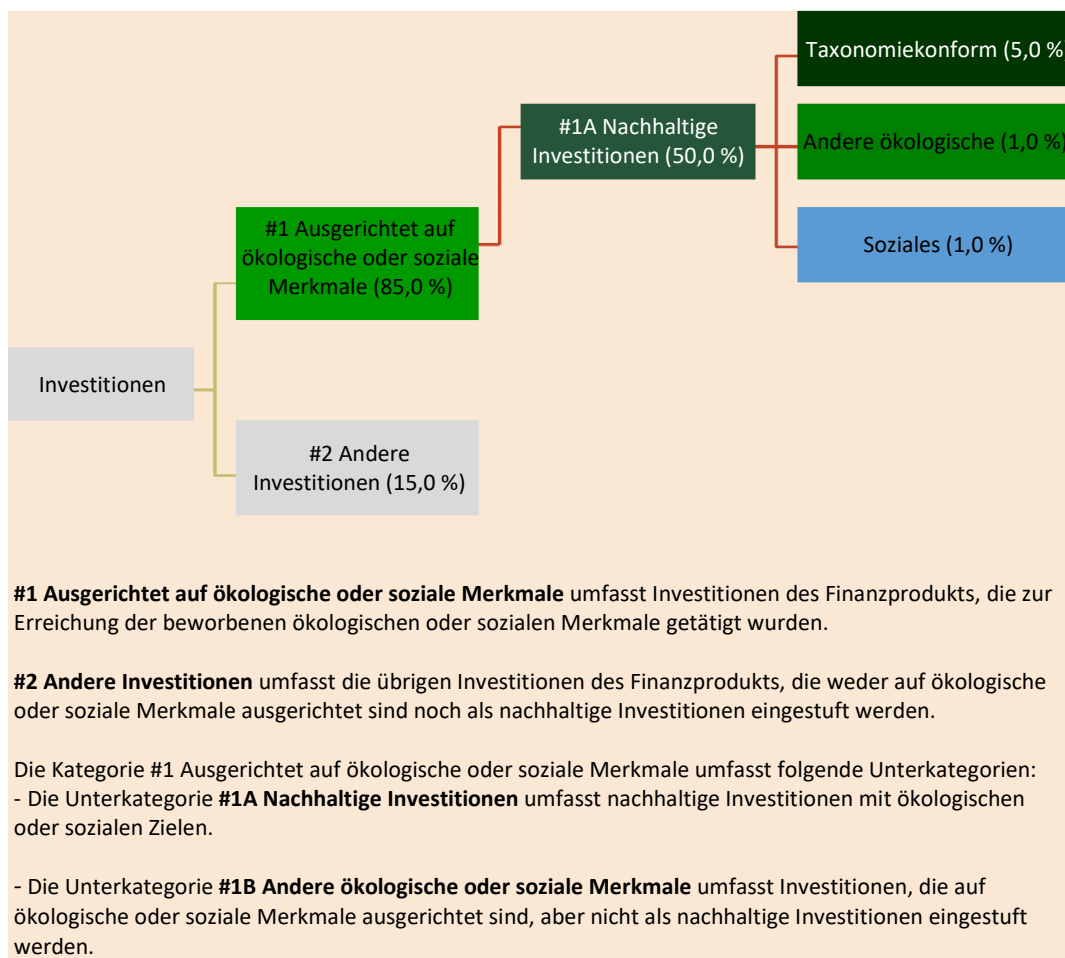 Taxonomiekonform (5,0 %)
#1A Nachhaltige
Investitionen (50,0 %)
Andere ökologische (1,0 %)
#1 Ausgerichtet auf
ökologische oder soziale
Merkmale (85,0 %)
Soziales (1,0 %)
Investitionen
#2 Andere
Investitionen (15,0 %)
#1 Ausgerichtet auf ökologische oder soziale Merkmale umfasst Investitionen des Finanzprodukts, die zur
Erreichung der beworbenen ökologischen oder sozialen Merkmale getätigt wurden.
#2 Andere Investitionen umfasst die übrigen Investitionen des Finanzprodukts, die weder auf ökologische
oder soziale Merkmale ausgerichtet sind noch als nachhaltige Investitionen eingestuft werden.
Die Kategorie #1 Ausgerichtet auf ökologische oder soziale Merkmale umfasst folgende Unterkategorien:
- Die Unterkategorie #1A Nachhaltige Investitionen umfasst nachhaltige Investitionen mit ökologischen
oder sozialen Zielen.
- Die Unterkategorie #1B Andere ökologische oder soziale Merkmale umfasst Investitionen, die auf
ökologische oder soziale Merkmale ausgerichtet sind, aber nicht als nachhaltige Investitionen eingestuft
werden.